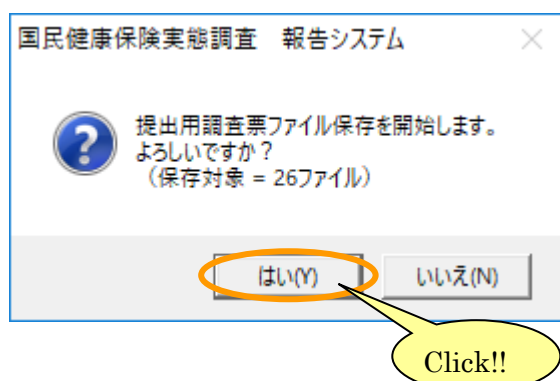 国民健康保険実態調査　報告システム
提出用調査票ファイル保存を開始します。
よろしいですか？
（保存対象 = 26ファイル）
はい(Y)
いいえ(N)
Click!!